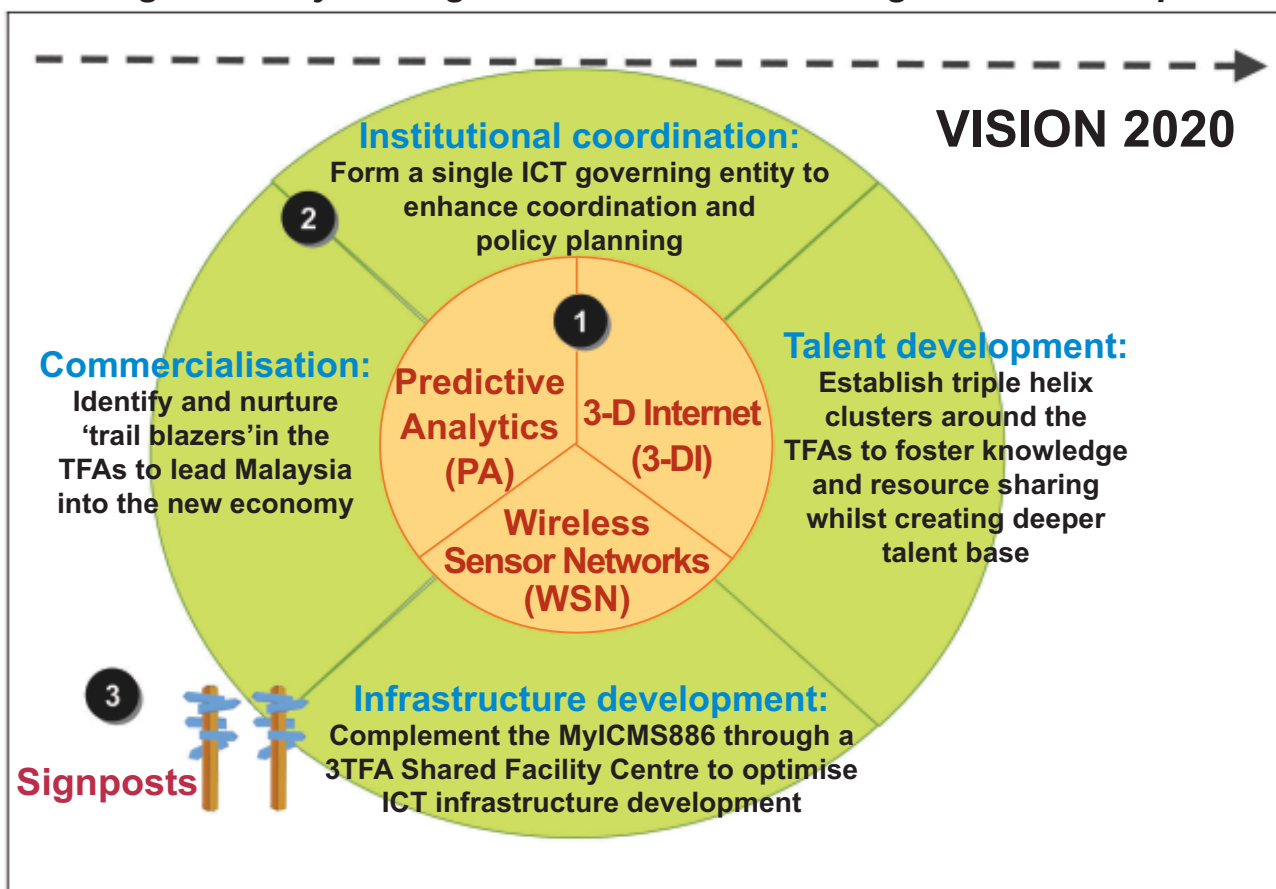 VISION 2020
Institutional coordination:
Form a single ICT governing entity to
enhance coordination and
policy planning
2
1
Commercialisation:
Identify and nurture
‘trail blazers’in the
TFAs to lead Malaysia
into the new economy
Predictive
Analytics
(PA)
3-D Internet
(3-DI)
Wireless
Sensor Networks
(WSN)
Talent development:
Establish triple helix
clusters around the
TFAs to foster knowledge
and resource sharing
whilst creating deeper
talent base
3
Signposts
Infrastructure development:
Complement the MyICMS886 through a
3TFA Shared Facility Centre to optimise
ICT infrastructure development